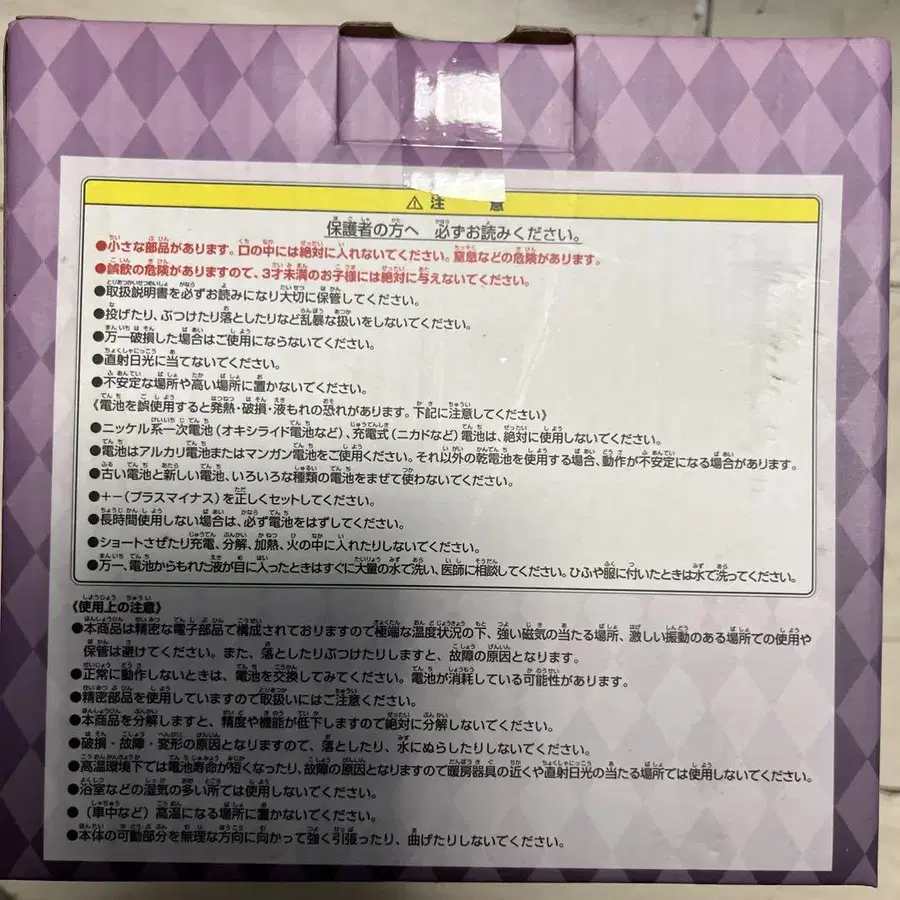 ⚠注 意
保護者の方へ 必ずお読みください。
●小さな部品があります。口の中には絶対に入れないでください。窒息などの危険があります。
●誤飲の危険がありますので、3才未満のお子様には絶対に与えないでください。
●取扱説明書を必ずお読みになり大切に保管してください。
●投げたり、ぶつけたり落としたりなど乱暴な扱いをしないでください。
●万一破損した場合はご使用にならないでください。
●直射日光に当てないでください。
●不安定な場所や高い場所に置かないでください。
《電池を誤使用すると発熱・破損・液もれの恐れがあります。下記に注意してください》
●ニッケル系一次電池(オキシライド電池など)、充電式(ニカドなど)電池は、絶対に使用しないでください。
●電池はアルカリ電池またはマンガン電池をご使用ください。それ以外の乾電池を使用する場合、動作が不安定になる場合があります。
●古い電池と新しい電池、いろいろな種類の電池をまぜて使わないでください。
●+-(プラスマイナス)を正しくセットしてください。
●長時間使用しない場合は、必ず電池をはずしてください。
●ショートさせたり充電、分解、加熱、火の中に入れたりしないでください。
●万一、電池からもれた液が目に入ったときはすぐに大量の水で洗い、医師に相談してください。ひふや服に付いたときは水で洗ってください。
《使用上の注意》
●本商品は精密な電子部品で構成されておりますので極端な温度状況の下、強い磁気の当たる場所、激しい振動のある場所での使用や
保管は避けてください。また、落としたりぶつけたりしますと、故障の原因となります。
●正常に動作しないときは、電池を交換してみてください。電池が消耗している可能性があります。
●精密部品を使用していますので取扱いにはご注意ください。
●本商品を分解しますと、精度や機能が低下しますので絶対に分解しないでください。
●破損・故障・変形の原因となりますので、落としたり、水にぬらしたりしないでください。
●高温環境下では電池寿命が短くなったり、故障の原因となりますので暖房器具の近くや直射日光の当たる場所では使用しないでください。
●浴室などの湿気の多い所では使用しないでください。
●(車中など)高温になる場所に置かないでください。
●本体の可動部分を無理な方向に向かって強く引張ったり、曲げたりしないでください。